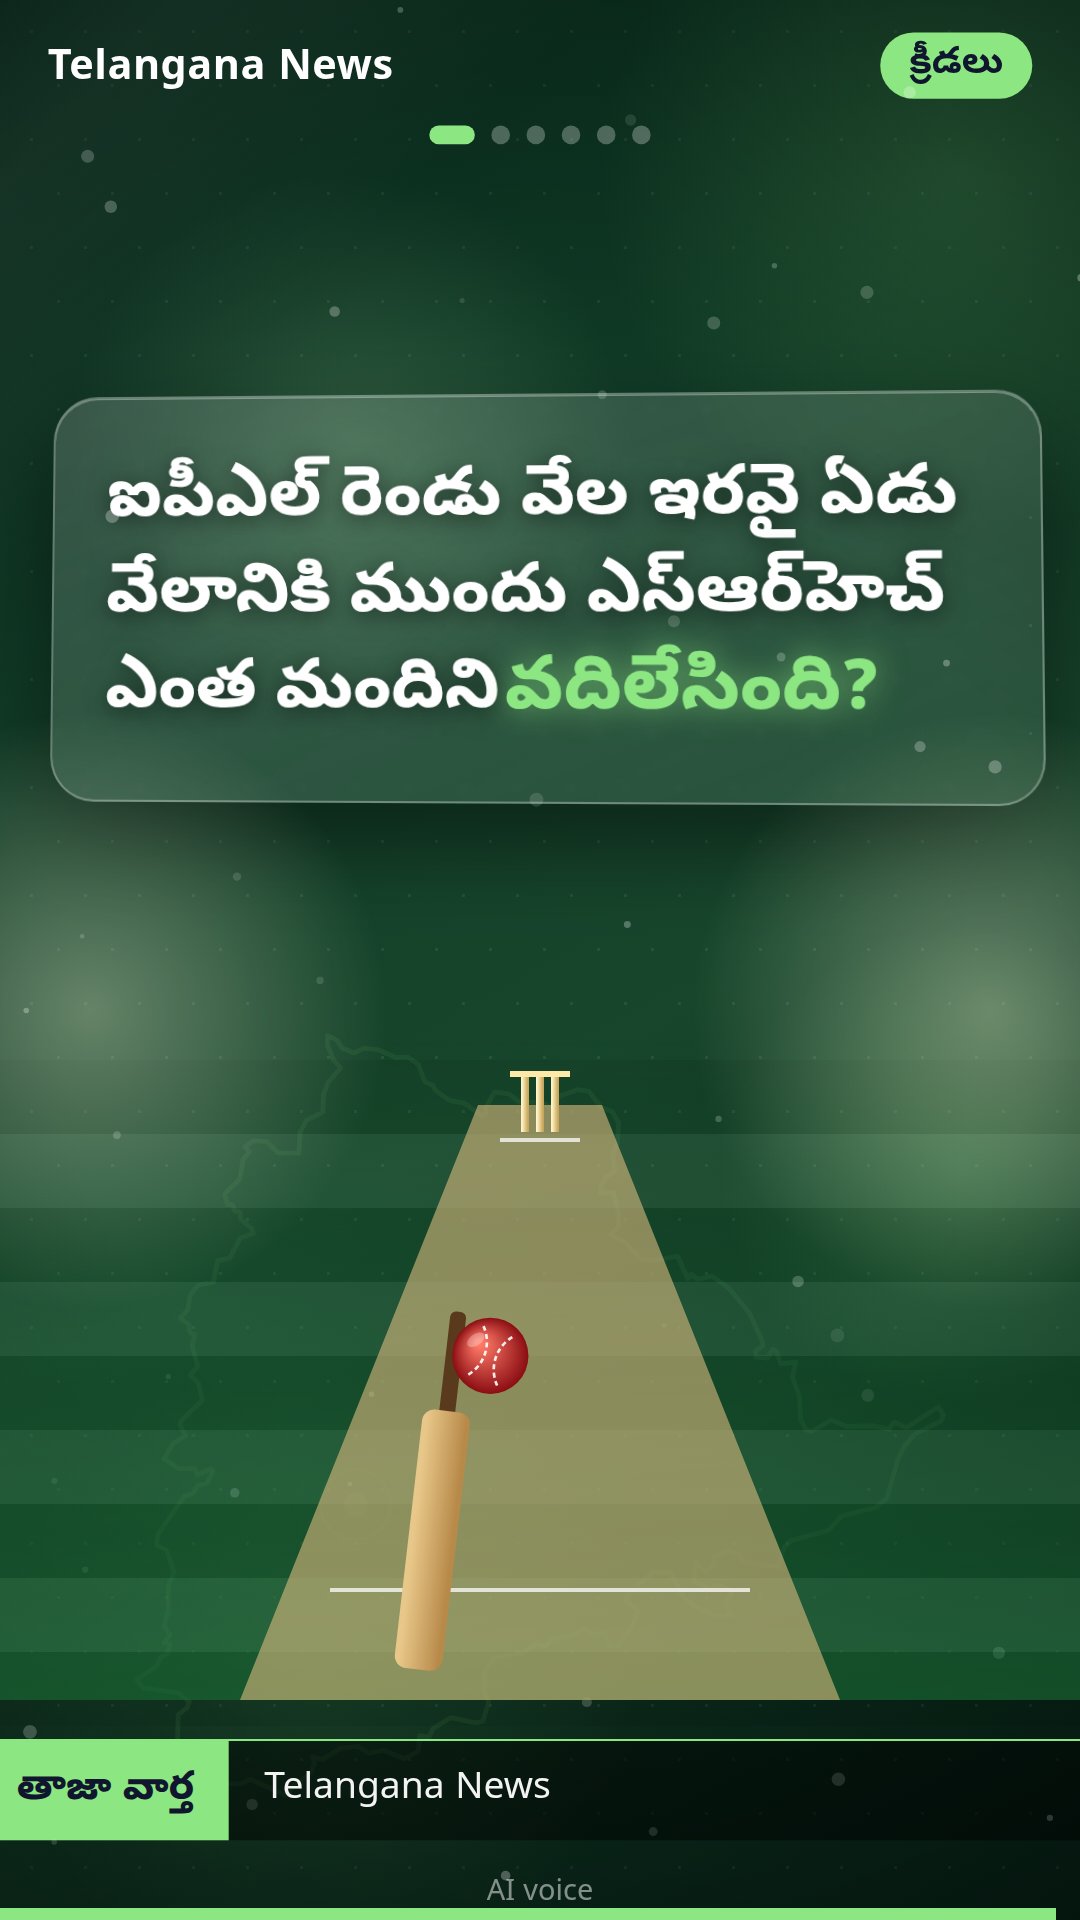 Telangana News
క్రీడలు
ఐపీఎల్ రెండు వేల ఇరవై ఏడు
వేలానికి ముందు ఎస్ఆర్‌హెచ్
ఎంత మందిని వదిలేసింది?
తాజా వార్త
Telangana News
AI voice